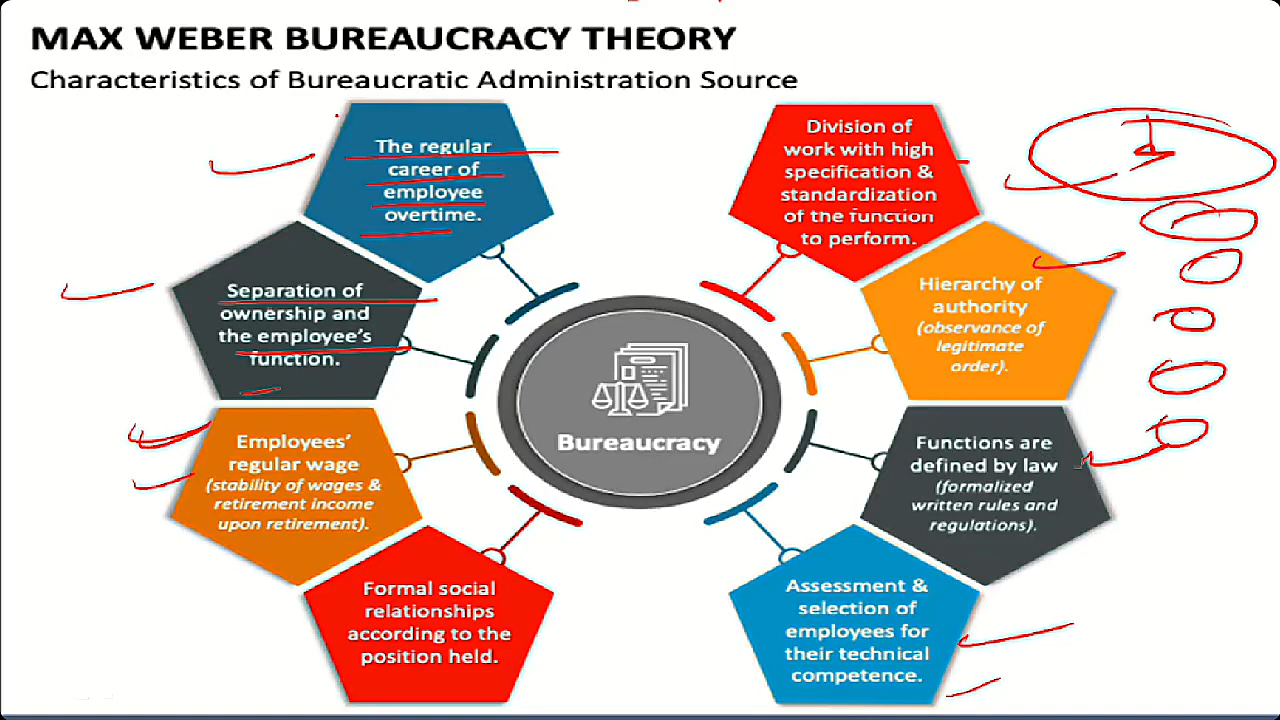 MAX WEBER BUREAUCRACY THEORY
Characteristics of Bureaucratic Administration Source
The regular
career of
employee
overtime.
Separation of
ownership and
the employee’s
function.
Employees’
regular wage
(stability of wages &
retirement income
upon retirement).
Formal social
relationships
according to the
position held.
Bureaucracy
Division of
work with high
specification &
standardization
of the function
to perform.
Hierarchy of
authority
(observance of
legitimate
order).
Functions are
defined by law
(formalized
written rules and
regulations).
Assessment &
selection of
employees for
their technical
competence.